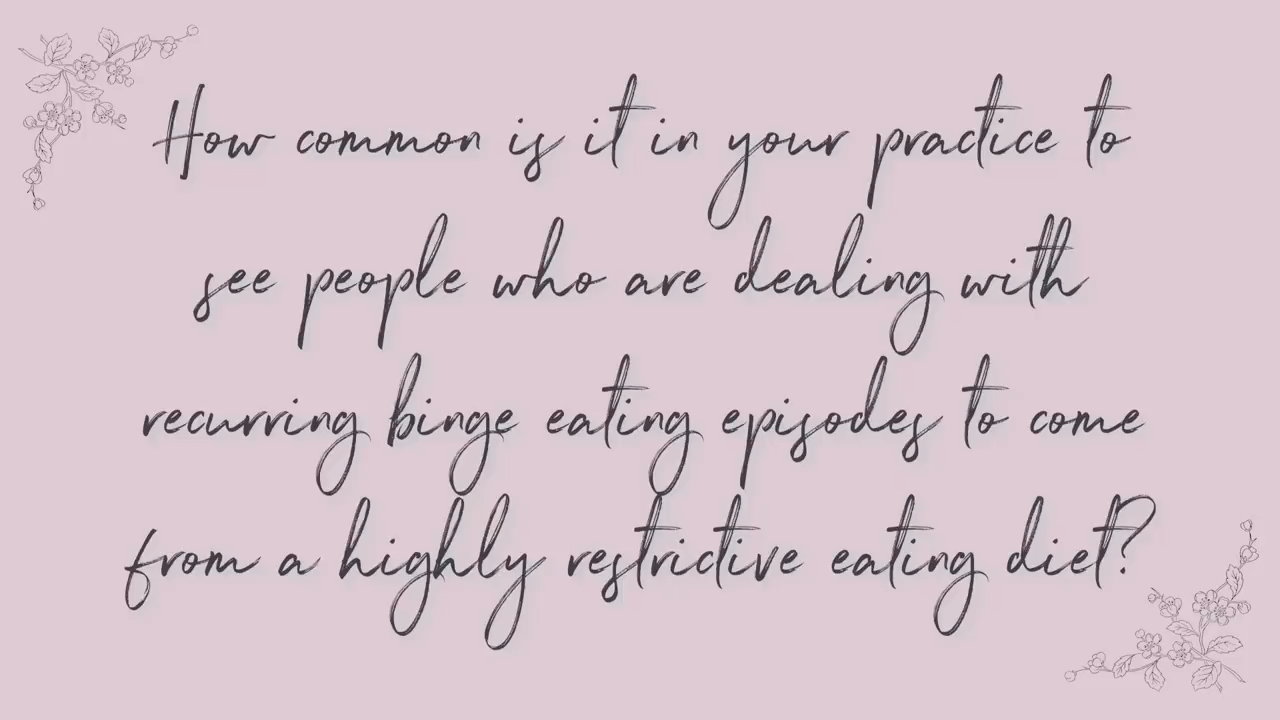 How common is it in your practice to
see people who are dealing with
recurring binge eating episodes to come
from a highly restrictive eating diet?